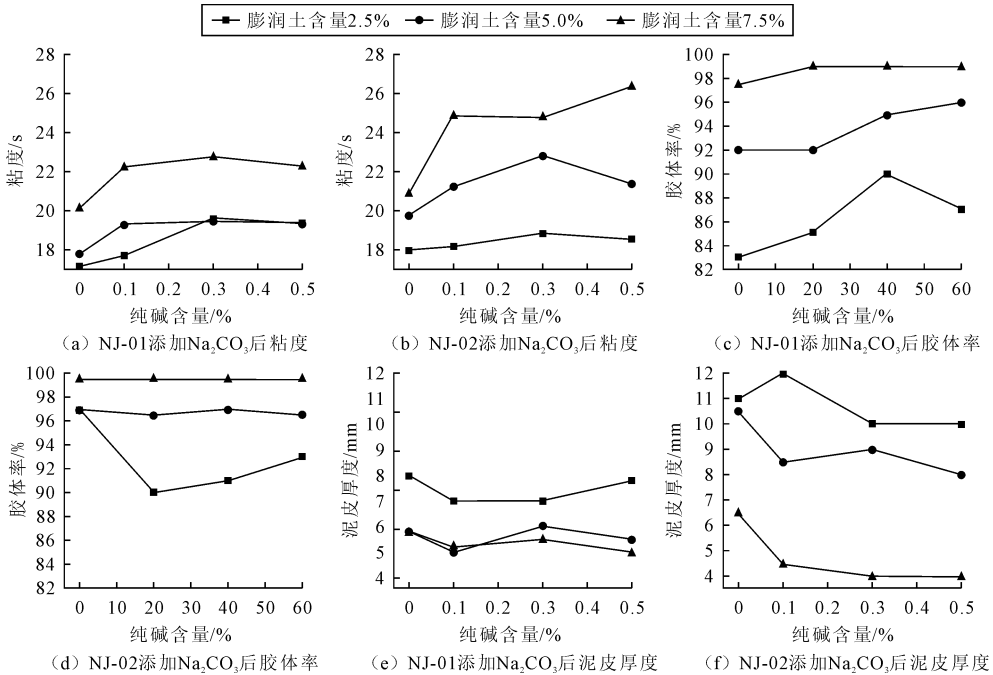 膨润土含量2.5% 膨润土含量5.0% 膨润土含量7.5%
28
26
24
22
20
18
粘度/s
0 0.1 0.2 0.3 0.4 0.5
纯碱含量/%
（a）NJ-01添加Na₂CO₃后粘度
28
26
24
22
20
18
粘度/s
0 0.1 0.2 0.3 0.4 0.5
纯碱含量/%
（b）NJ-02添加Na₂CO₃后粘度
100
98
96
94
92
90
88
86
84
82
胶体率/%
0 10 20 30 40 50 60
纯碱含量/%
（c）NJ-01添加Na₂CO₃后胶体率
100
98
96
94
92
90
88
86
84
82
胶体率/%
0 10 20 30 40 50 60
纯碱含量/%
（d）NJ-02添加Na₂CO₃后胶体率
12
11
10
9
8
7
6
5
4
泥皮厚度/mm
0 0.1 0.2 0.3 0.4 0.5
纯碱含量/%
（e）NJ-01添加Na₂CO₃后泥皮厚度
12
11
10
9
8
7
6
5
4
泥皮厚度/mm
0 0.1 0.2 0.3 0.4 0.5
纯碱含量/%
（f）NJ-02添加Na₂CO₃后泥皮厚度